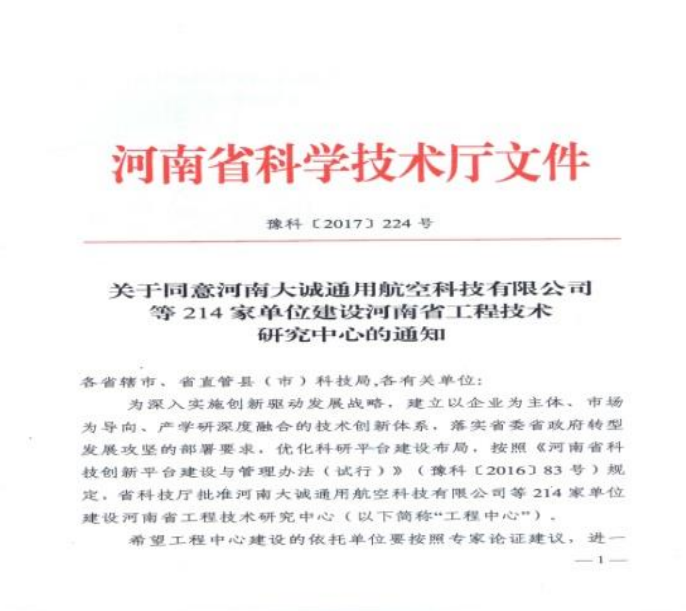 河南省科学技术厅文件
豫科〔2017〕224 号
关于同意河南大诚通用航空科技有限公司
等 214 家单位建设河南省工程技术
研究中心的通知
各省辖市、省直管县（市）科技局,各有关单位:
为深入实施创新驱动发展战略，建立以企业为主体、市场
为导向、产学研深度融合的技术创新体系，落实省委省政府转型
发展攻坚的部署要求，优化科研平台建设布局，按照《河南省科
技创新平台建设与管理办法（试行）》（豫科〔2016〕83 号）规
定，省科技厅批准河南大诚通用航空科技有限公司等 214 家单位
建设河南省工程技术研究中心（以下简称“工程中心”）。
希望工程中心建设的依托单位要按照专家论证建议，进一
— 1 —